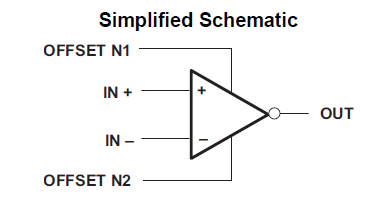 Simplified Schematic
OFFSET N1
IN +
+
OUT
IN –
–
OFFSET N2